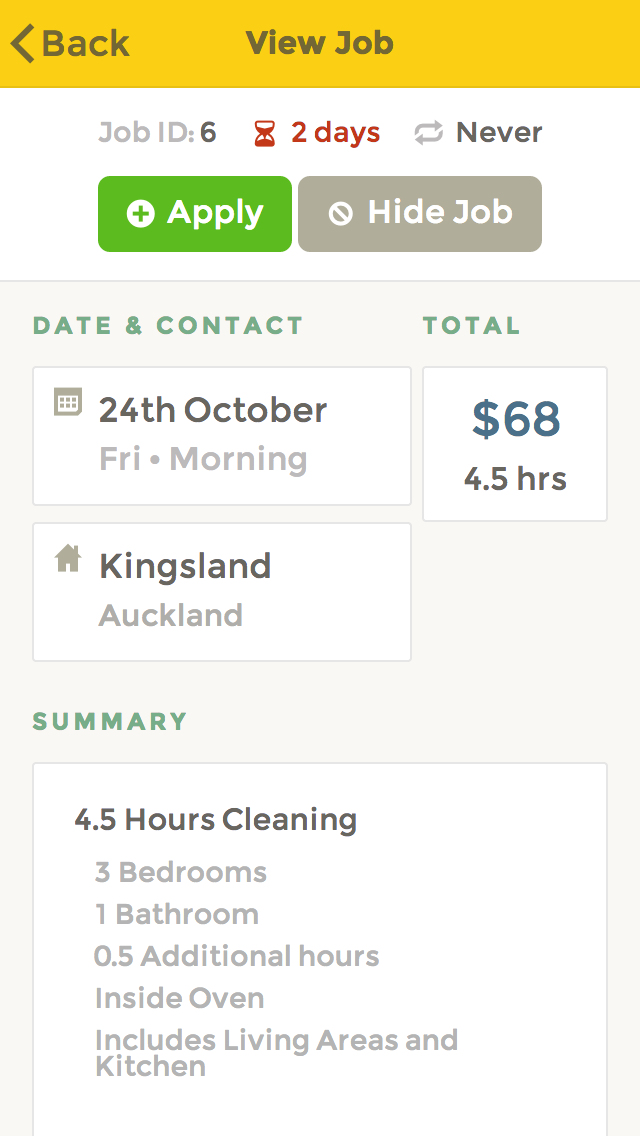 Back
View Job
Job ID: 6
2 days
Never
Apply
Hide Job
DATE & CONTACT
TOTAL
24th October
Fri • Morning
$68
4.5 hrs
Kingsland
Auckland
SUMMARY
4.5 Hours Cleaning
3 Bedrooms
1 Bathroom
0.5 Additional hours
Inside Oven
Includes Living Areas and
Kitchen